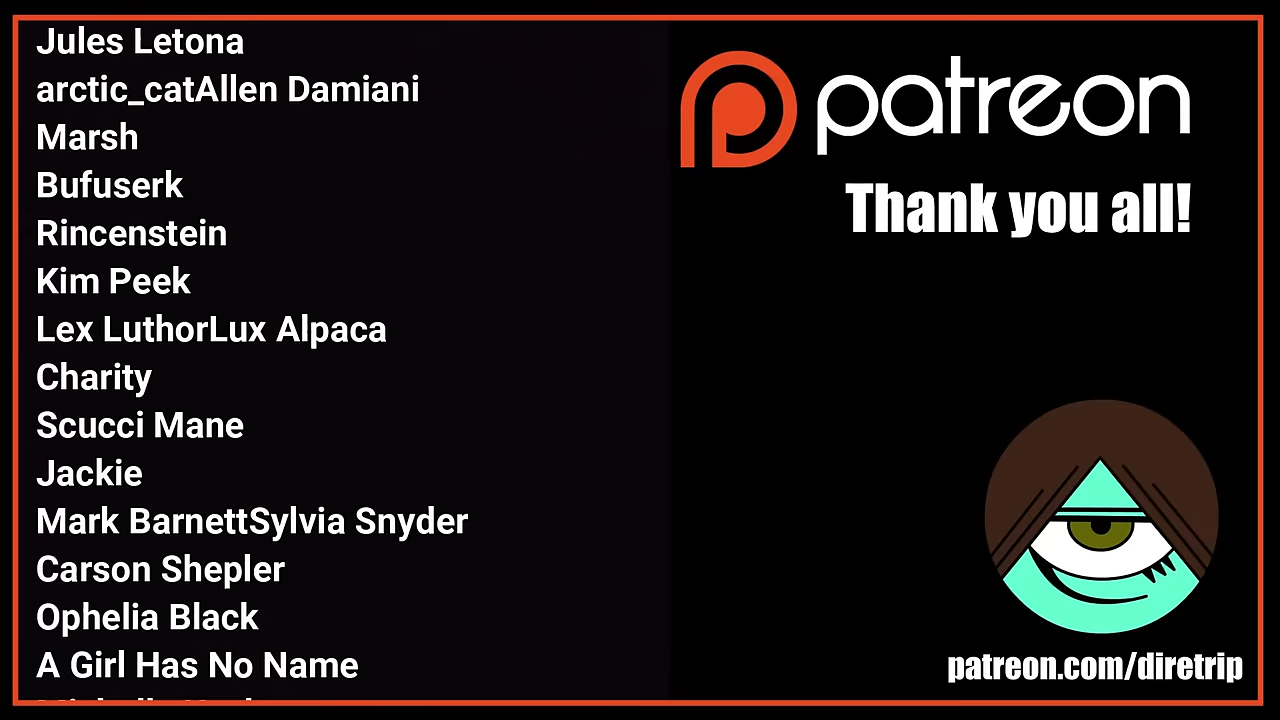 Jules Letona
arctic_catAllen Damiani
Marsh
Bufuserk
Rincenstein
Kim Peek
Lex LuthorLux Alpaca
Charity
Scucci Mane
Jackie
Mark BarnettSylvia Snyder
Carson Shepler
Ophelia Black
A Girl Has No Name
patreon
Thank you all!
patreon.com/diretrip